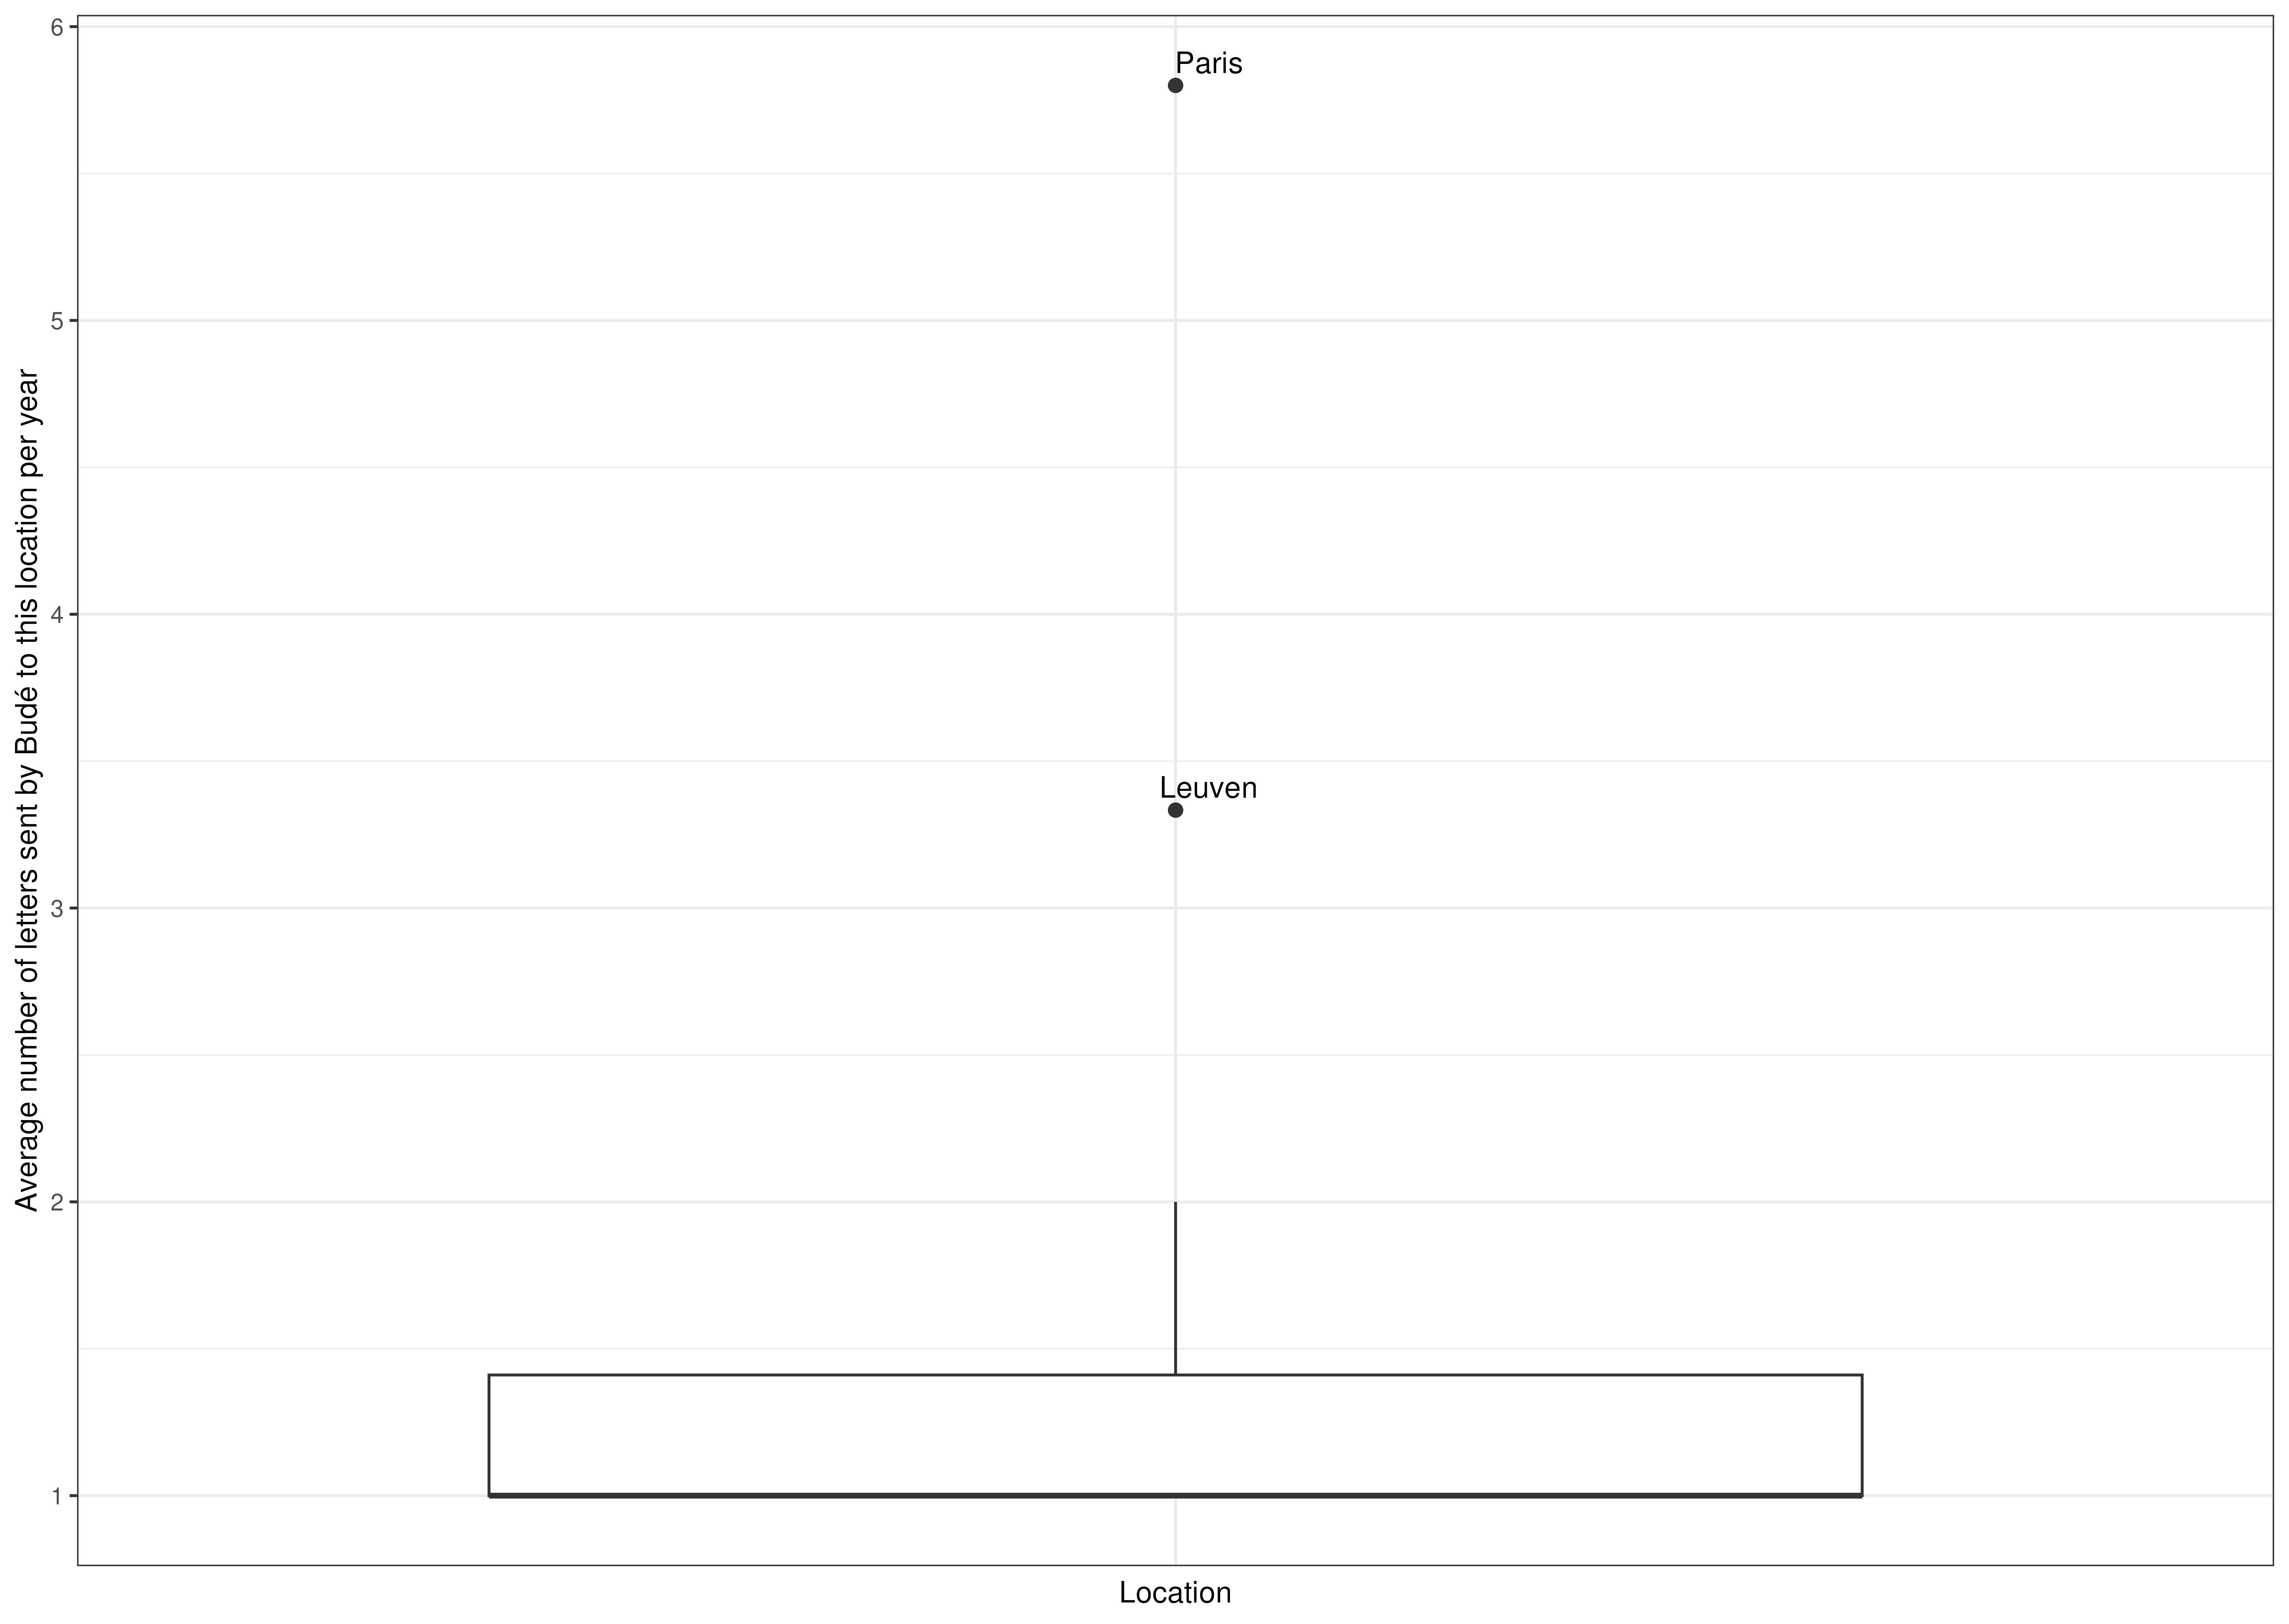 Average number of letters sent by Budé to this location per year
6
5
4
3
2
1
Paris
Leuven
Location